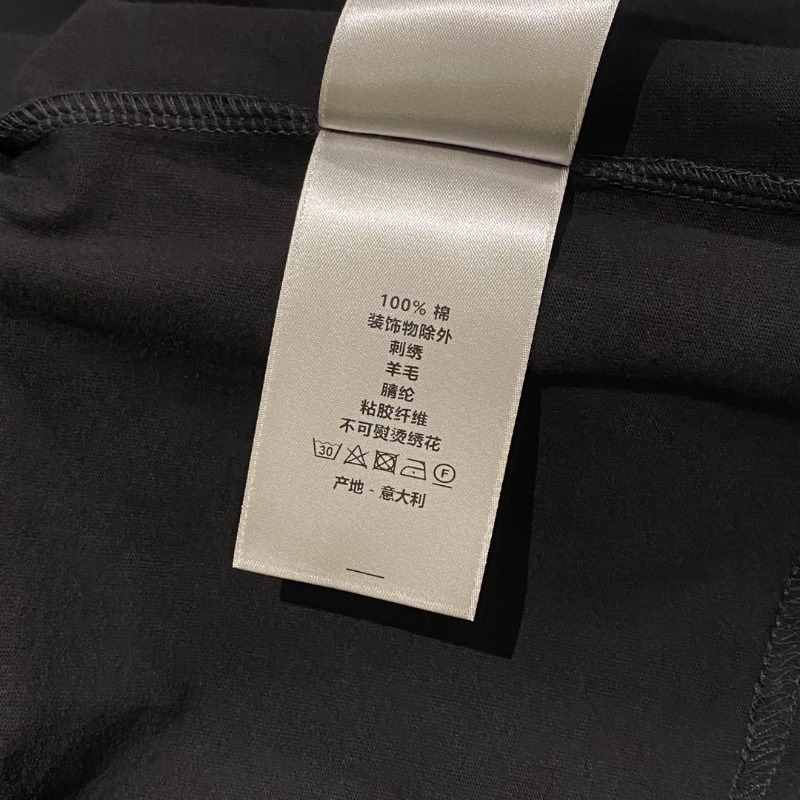 100% 棉
装饰物除外
刺绣
羊毛
腈纶
粘胶纤维
不可熨烫绣花
30 F
产地 - 意大利